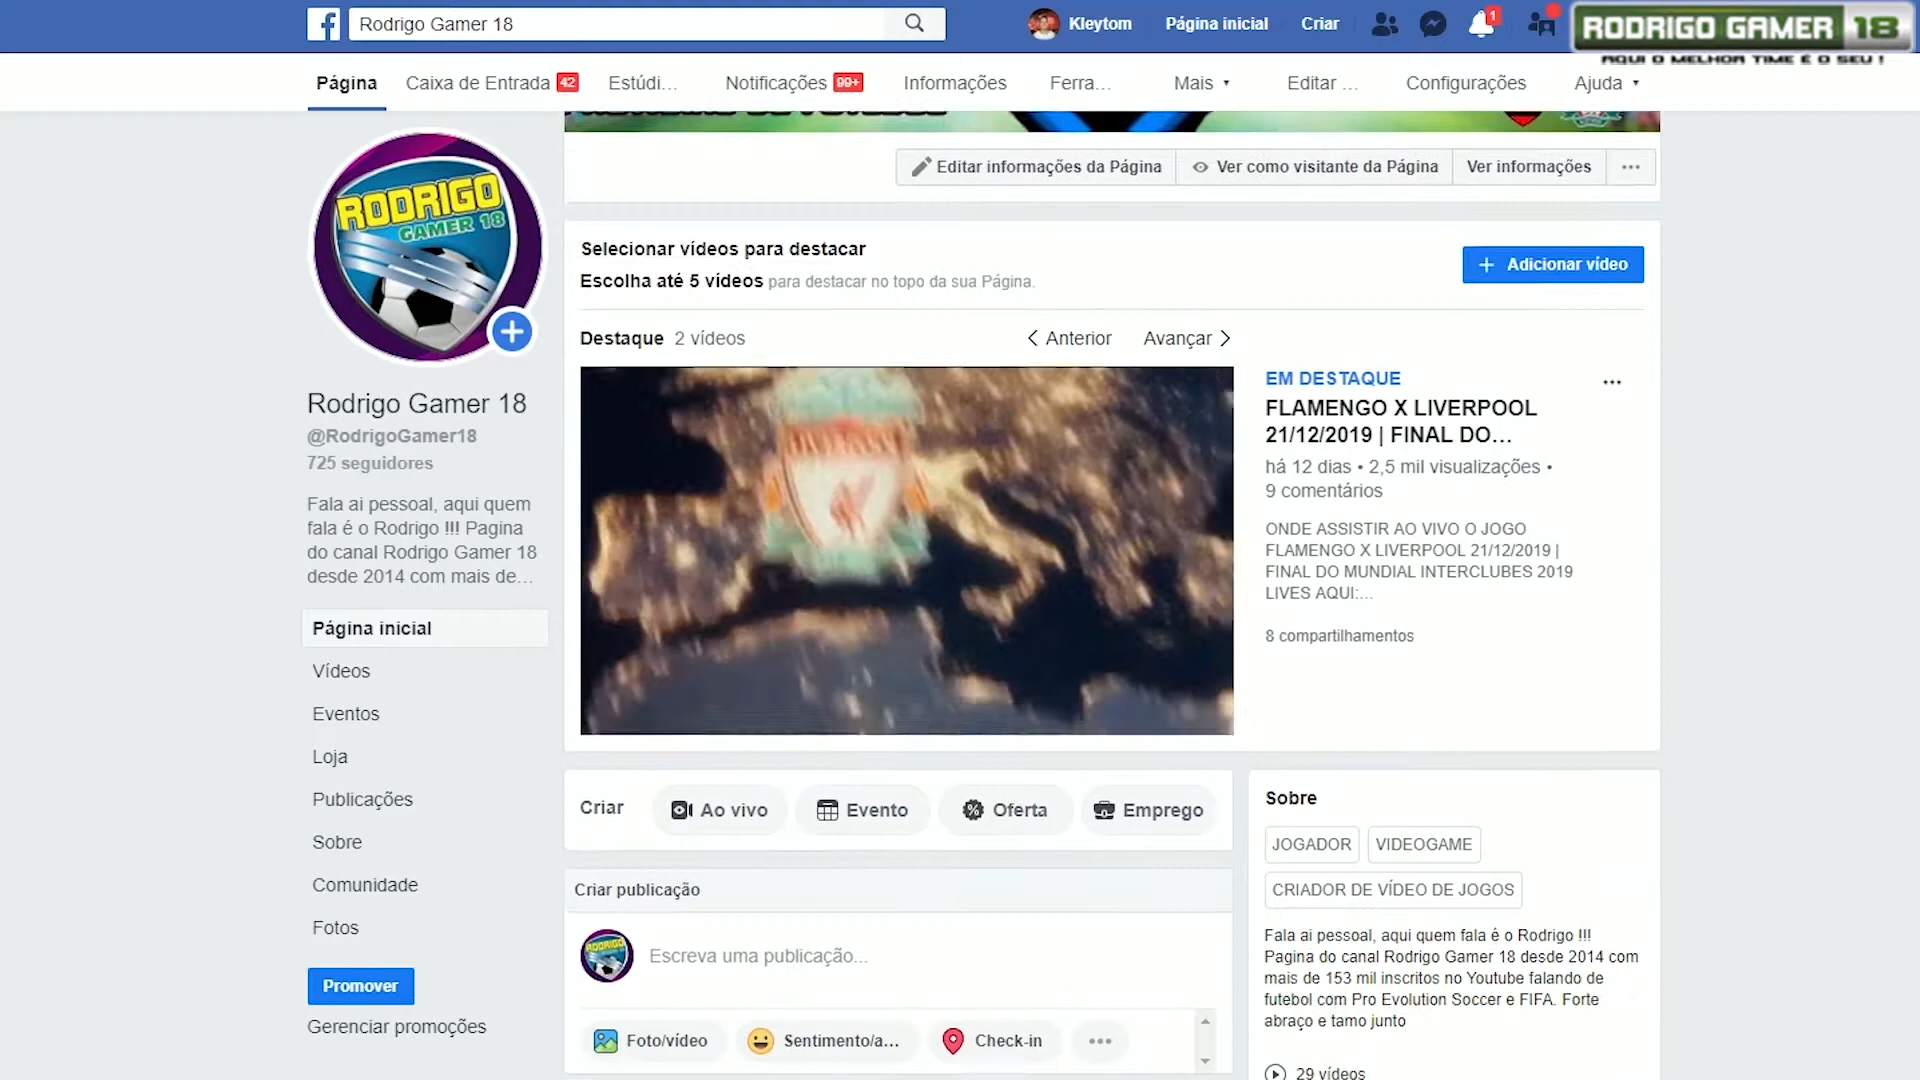 Rodrigo Gamer 18
Kleytom
Página inicial
Criar
1
RODRIGO GAMER 18
AQUI O MELHOR TIME É O SEU !
Página
Caixa de Entrada 42
Estúdi...
Notificações 99+
Informações
Ferra...
Mais
Editar ...
Configurações
Ajuda
Editar informações da Página
Ver como visitante da Página
Ver informações
RODRIGO
GAMER 18
Selecionar vídeos para destacar
Escolha até 5 vídeos para destacar no topo da sua Página.
Adicionar vídeo
Destaque 2 vídeos
Anterior
Avançar
EM DESTAQUE
FLAMENGO X LIVERPOOL
21/12/2019 | FINAL DO...
há 12 dias • 2,5 mil visualizações •
9 comentários
ONDE ASSISTIR AO VIVO O JOGO
FLAMENGO X LIVERPOOL 21/12/2019 |
FINAL DO MUNDIAL INTERCLUBES 2019
LIVES AQUI:...
8 compartilhamentos
Rodrigo Gamer 18
@RodrigoGamer18
725 seguidores
Fala ai pessoal, aqui quem
fala é o Rodrigo !!! Pagina
do canal Rodrigo Gamer 18
desde 2014 com mais de...
Página inicial
Vídeos
Eventos
Loja
Publicações
Sobre
Comunidade
Fotos
Promover
Gerenciar promoções
Criar
Ao vivo
Evento
Oferta
Emprego
Criar publicação
RODRIGO
Escreva uma publicação...
Foto/vídeo
Sentimento/a...
Check-in
Sobre
JOGADOR
VIDEOGAME
CRIADOR DE VÍDEO DE JOGOS
Fala ai pessoal, aqui quem fala é o Rodrigo !!!
Pagina do canal Rodrigo Gamer 18 desde 2014 com
mais de 153 mil inscritos no Youtube falando de
futebol com Pro Evolution Soccer e FIFA. Forte
abraço e tamo junto
29 vídeos